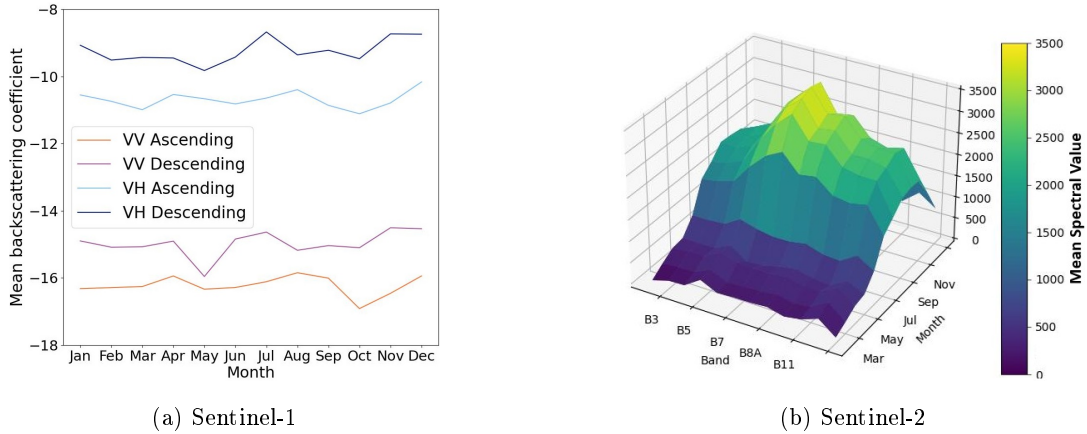 Mean backscattering coefficient
−8
−10
−12
−14
−16
−18
VV Ascending
VV Descending
VH Ascending
VH Descending
Jan Feb Mar Apr May Jun Jul Aug Sep Oct Nov Dec
Month
(a) Sentinel-1
3500
3000
2500
2000
1500
1000
500
0
B3
B5
B7
B8A
B11
Band
Mar
May
Jul
Sep
Nov
Month
3500
3000
2500
2000
1500
1000
500
0
Mean Spectral Value
(b) Sentinel-2